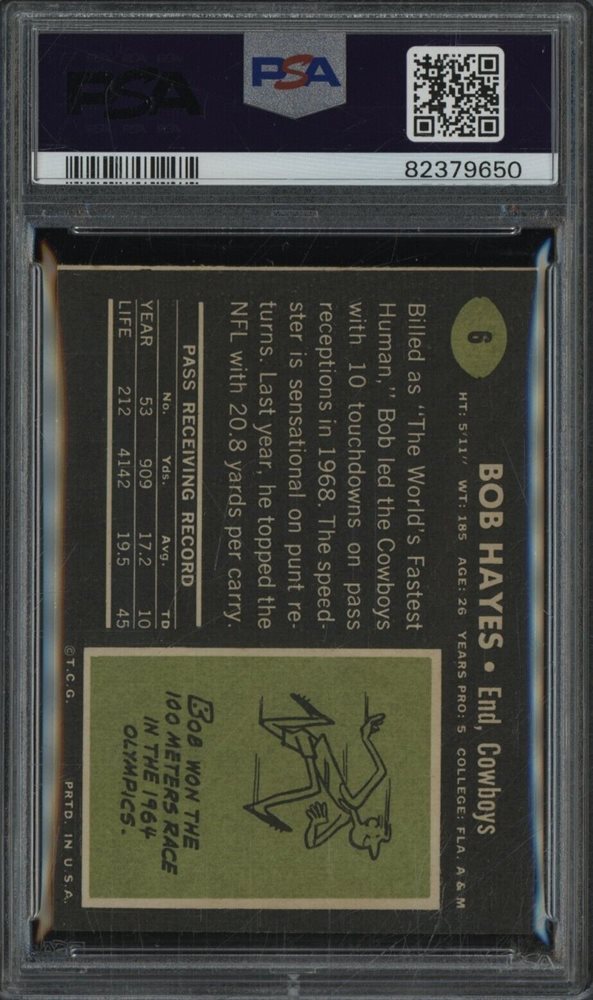 PSA
PSA
82379650
6
BOB HAYES • End, Cowboys
HT: 5'11" WT: 185 AGE: 26 YEARS PRO: 5 COLLEGE: FLA. A & M
Billed as "The World's Fastest
Human," Bob led the Cowboys
with 10 touchdowns on pass
receptions in 1968. The speed-
ster is sensational on punt re-
turns. Last year, he topped the
NFL with 20.8 yards per carry.
PASS RECEIVING RECORD
No. Yds. Avg. TD
YEAR 53 909 17.2 10
LIFE 212 4142 19.5 45
BOB WON THE
100 METERS RACE
IN THE 1964
OLYMPICS.
©T.C.G. PRTD. IN U.S.A.